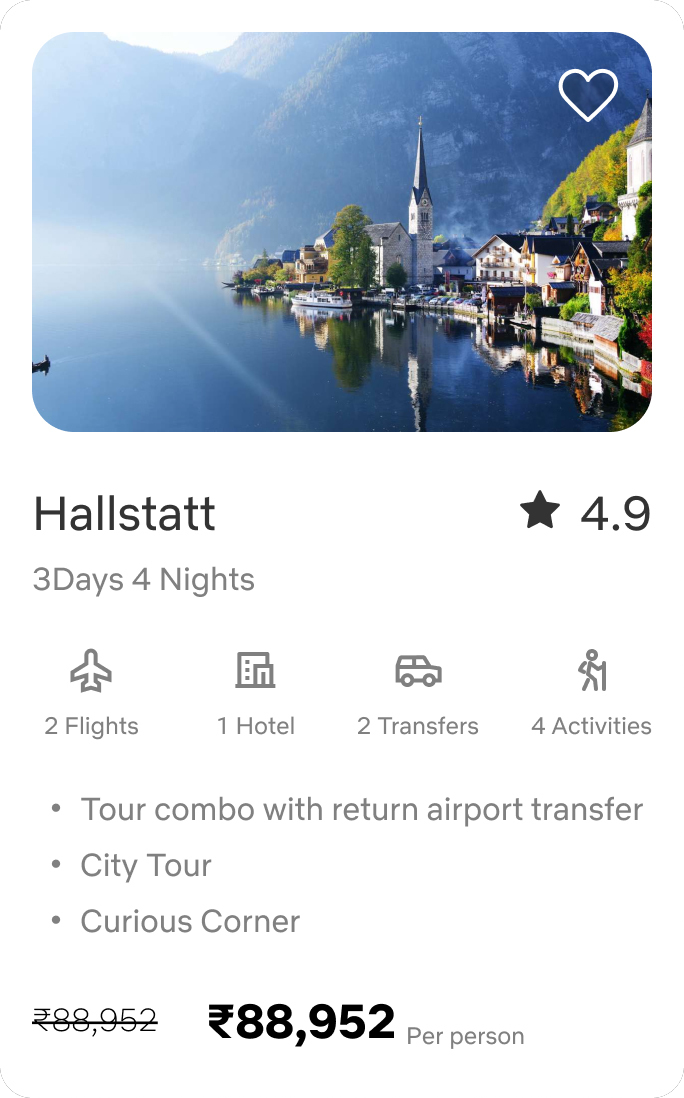 Hallstatt
4.9
3Days 4 Nights
2 Flights
1 Hotel
2 Transfers
4 Activities
• Tour combo with return airport transfer
• City Tour
• Curious Corner
₹88,952 ₹88,952 Per person